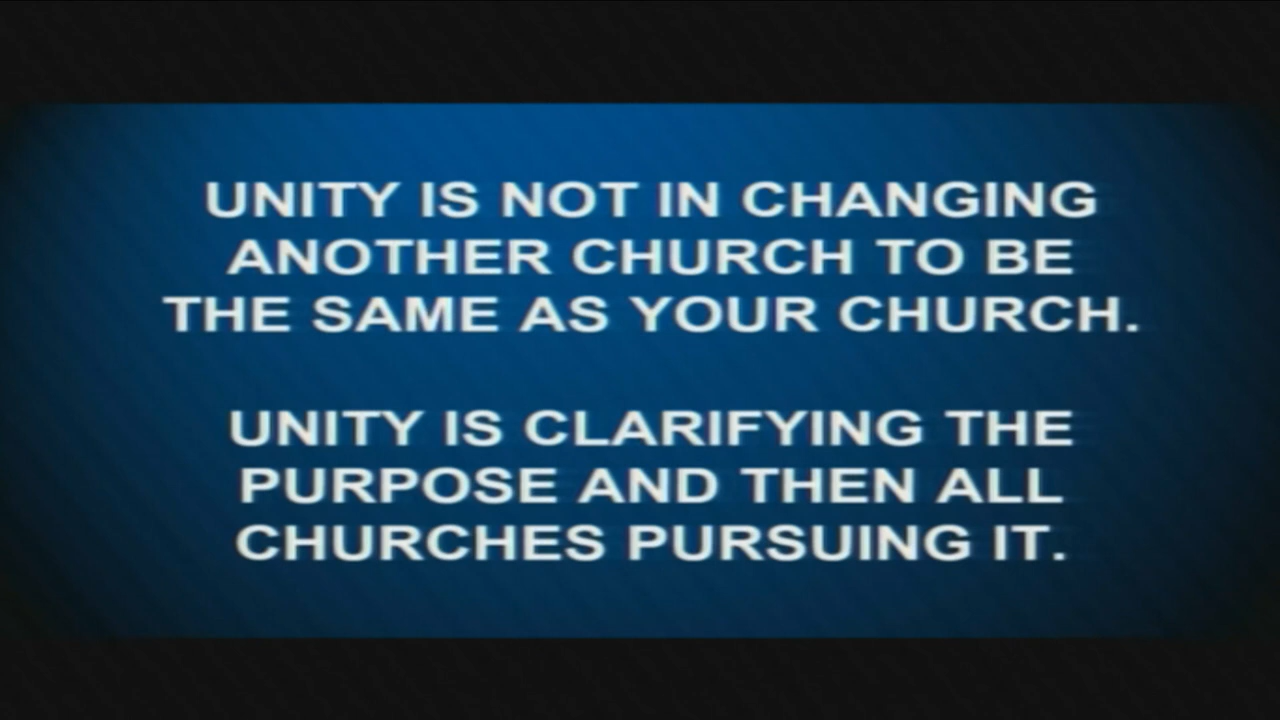 UNITY IS NOT IN CHANGING
ANOTHER CHURCH TO BE
THE SAME AS YOUR CHURCH.
UNITY IS CLARIFYING THE
PURPOSE AND THEN ALL
CHURCHES PURSUING IT.